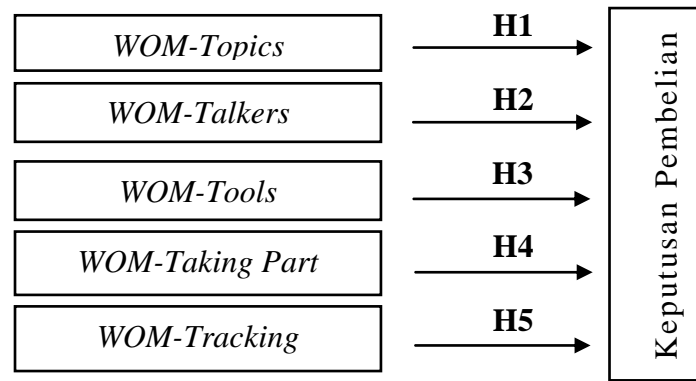 WOM-Topics
H1
WOM-Talkers
H2
WOM-Tools
H3
WOM-Taking Part
H4
WOM-Tracking
H5
Keputusan Pembelian